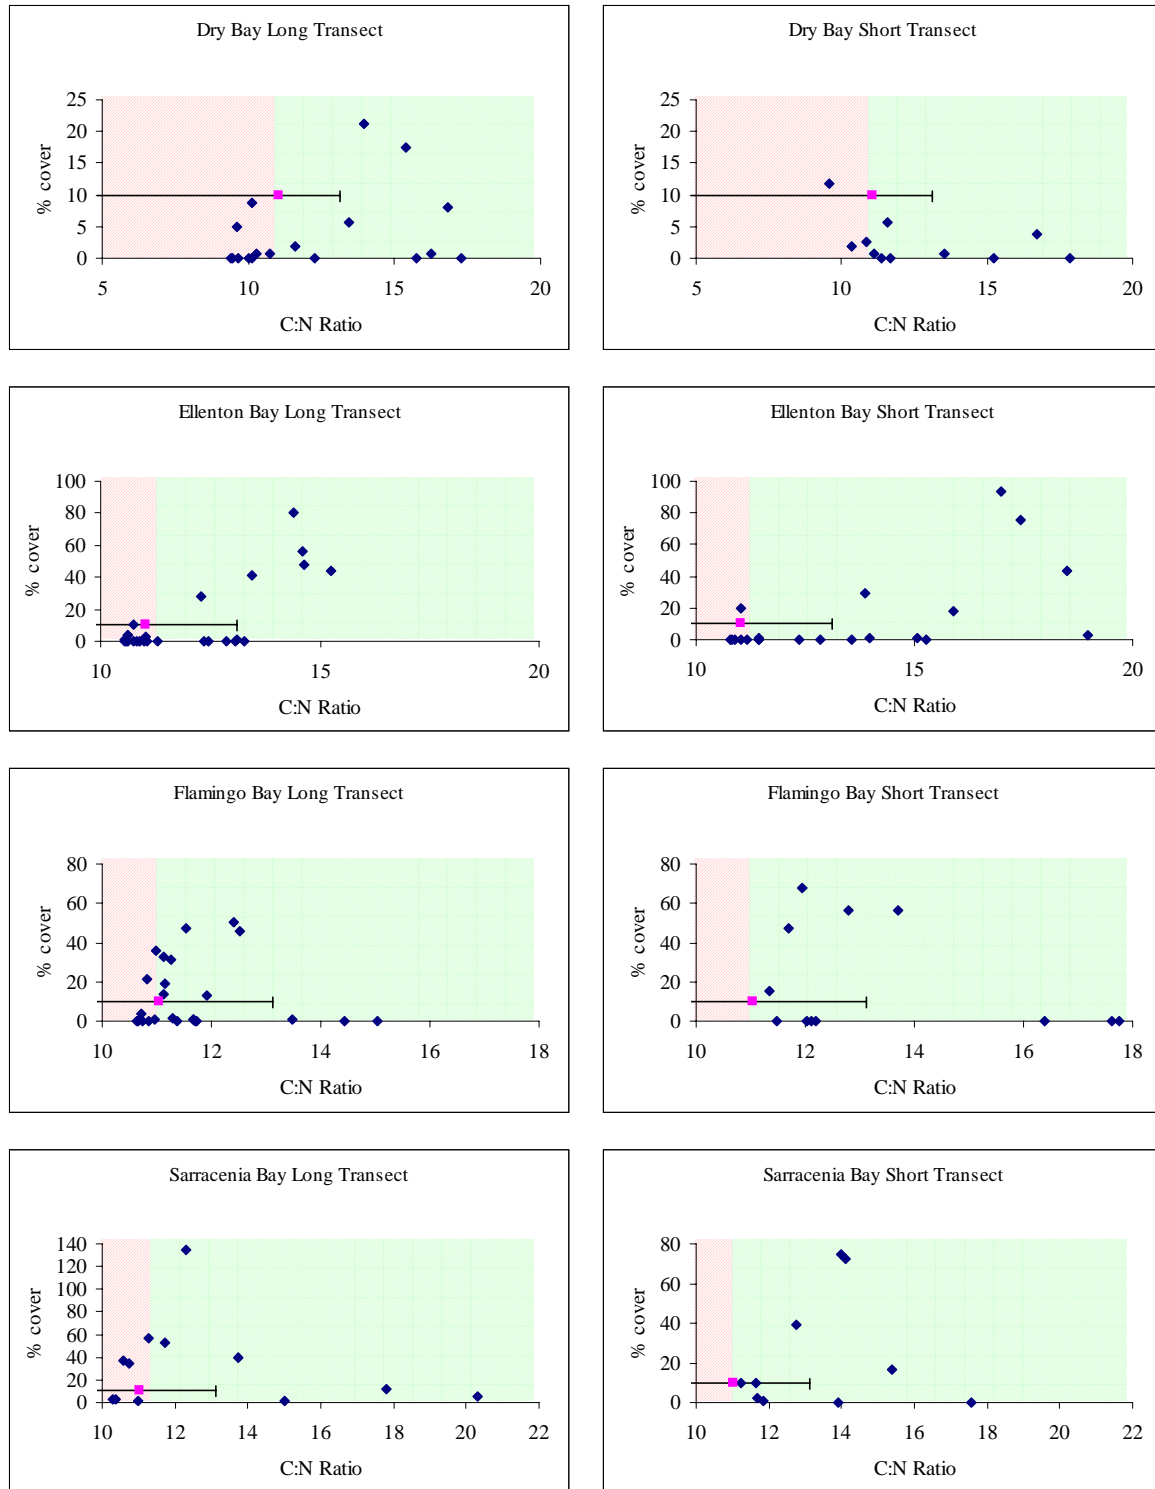 Dry Bay Long Transect
25
20
15
10
5
0
% cover
5 10 15 20
C:N Ratio
Dry Bay Short Transect
25
20
15
10
5
0
% cover
5 10 15 20
C:N Ratio
Ellenton Bay Long Transect
100
80
60
40
20
0
% cover
10 15 20
C:N Ratio
Ellenton Bay Short Transect
100
80
60
40
20
0
% cover
10 15 20
C:N Ratio
Flamingo Bay Long Transect
80
60
40
20
0
% cover
10 12 14 16 18
C:N Ratio
Flamingo Bay Short Transect
80
60
40
20
0
% cover
10 12 14 16 18
C:N Ratio
Sarracenia Bay Long Transect
140
120
100
80
60
40
20
0
% cover
10 12 14 16 18 20 22
C:N Ratio
Sarracenia Bay Short Transect
80
60
40
20
0
% cover
10 12 14 16 18 20 22
C:N Ratio